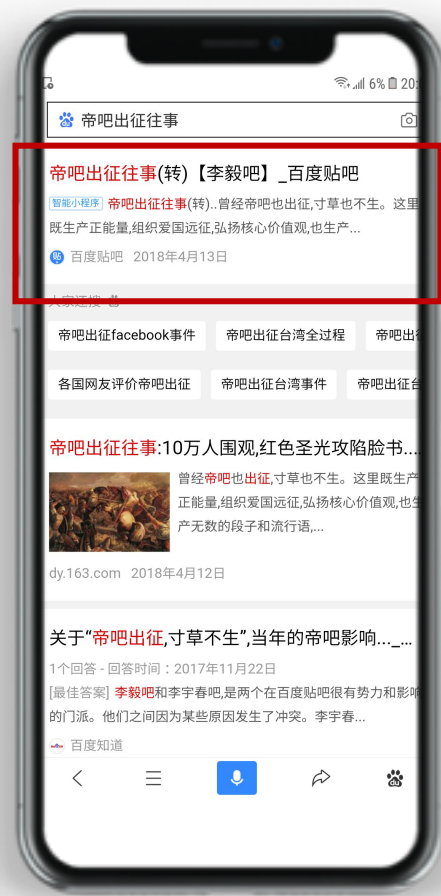 6% 20:
帝吧出征往事
帝吧出征往事(转)【李毅吧】_百度贴吧
智能小程序 帝吧出征往事(转)..曾经帝吧也出征,寸草也不生。这里
既生产正能量,组织爱国远征,弘扬核心价值观,也生产...
贴 百度贴吧 2018年4月13日
大家还搜
帝吧出征facebook事件 帝吧出征台湾全过程 帝吧出征
各国网友评价帝吧出征 帝吧出征台湾事件 帝吧出征台
帝吧出征往事:10万人围观,红色圣光攻陷脸书....
曾经帝吧也出征,寸草也不生。这里既生产
正能量,组织爱国远征,弘扬核心价值观,也生
产无数的段子和流行语,...
dy.163.com 2018年4月12日
关于“帝吧出征,寸草不生”,当年的帝吧影响..._...
1个回答 - 回答时间：2017年11月22日
[最佳答案] 李毅吧和李宇春吧,是两个在百度贴吧很有势力和影响
的门派。他们之间因为某些原因发生了冲突。李宇春...
百度知道